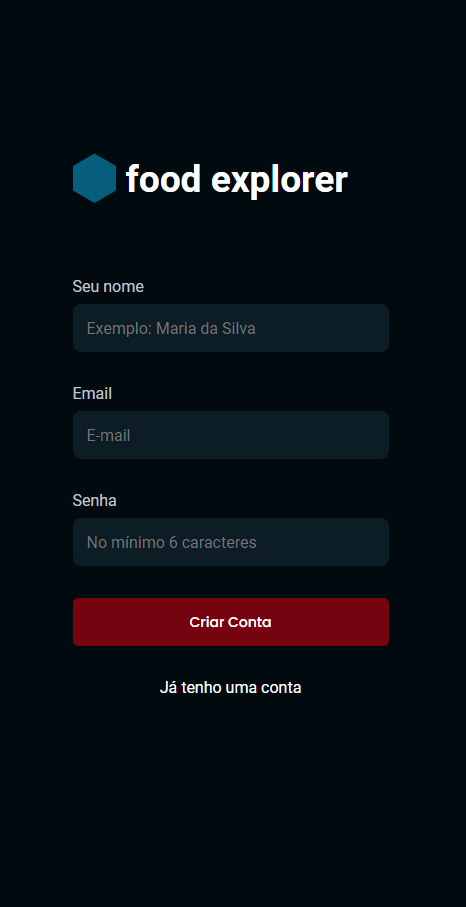 food explorer
Seu nome
Exemplo: Maria da Silva
Email
E-mail
Senha
No mínimo 6 caracteres
Criar Conta
Já tenho uma conta